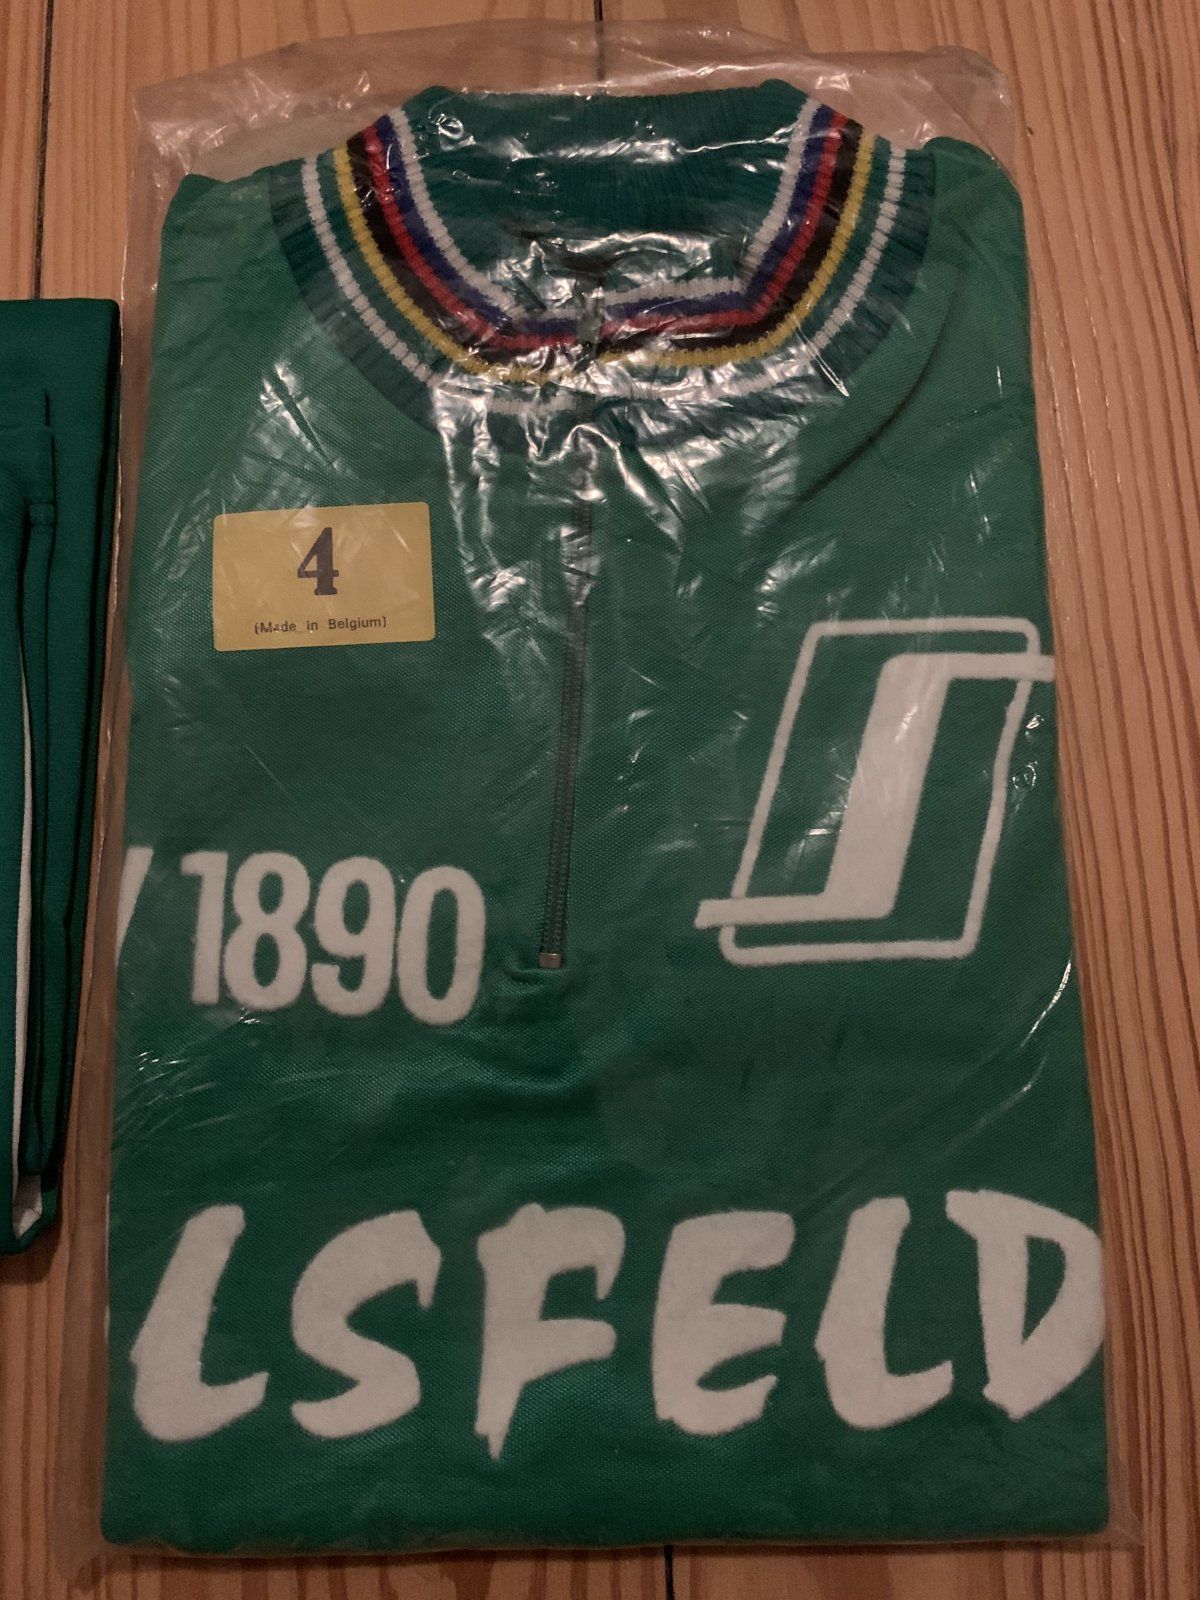 4
(Made in Belgium)
1890
LSFELD